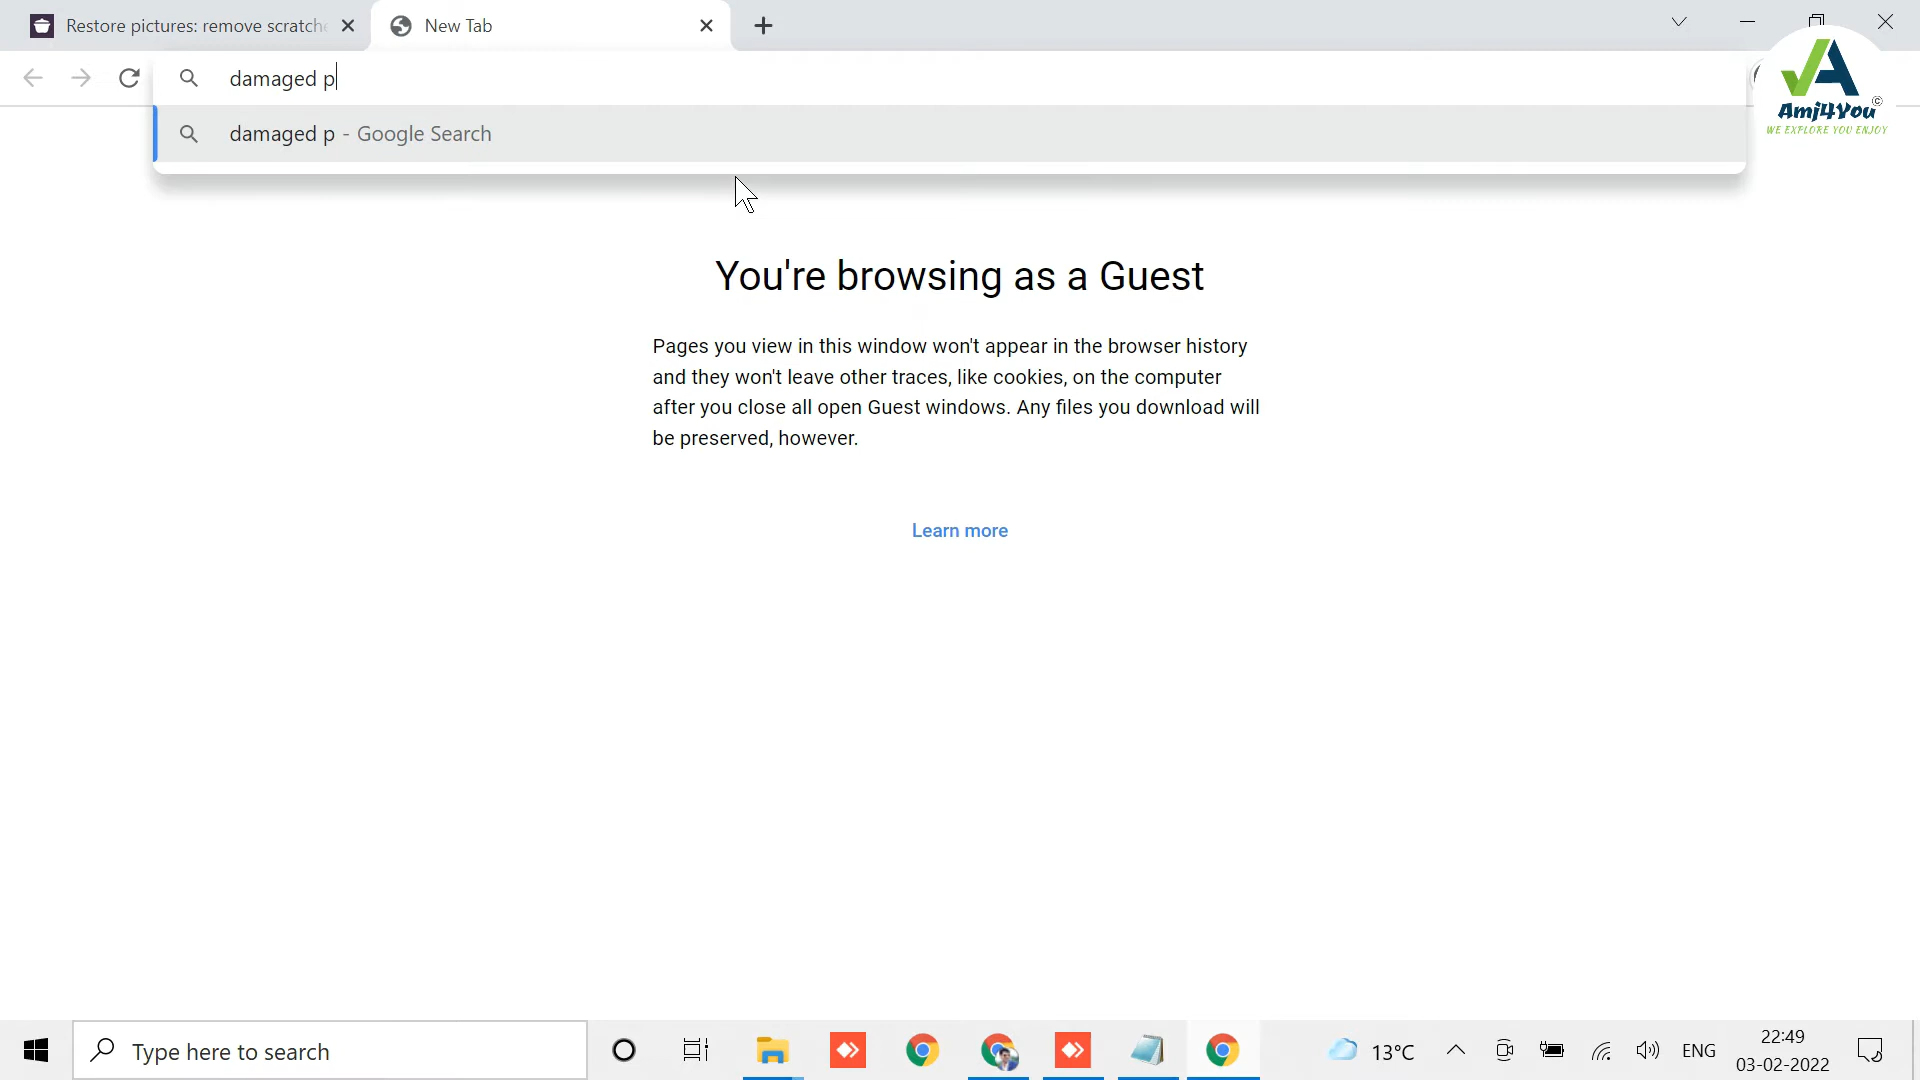 Restore pictures: remove scratche
New Tab
damaged p
damaged p - Google Search
Amj4You
©
WE EXPLORE YOU ENJOY
You're browsing as a Guest
Pages you view in this window won't appear in the browser history
and they won't leave other traces, like cookies, on the computer
after you close all open Guest windows. Any files you download will
be preserved, however.
Learn more
Type here to search
13°C
ENG
22:49
03-02-2022